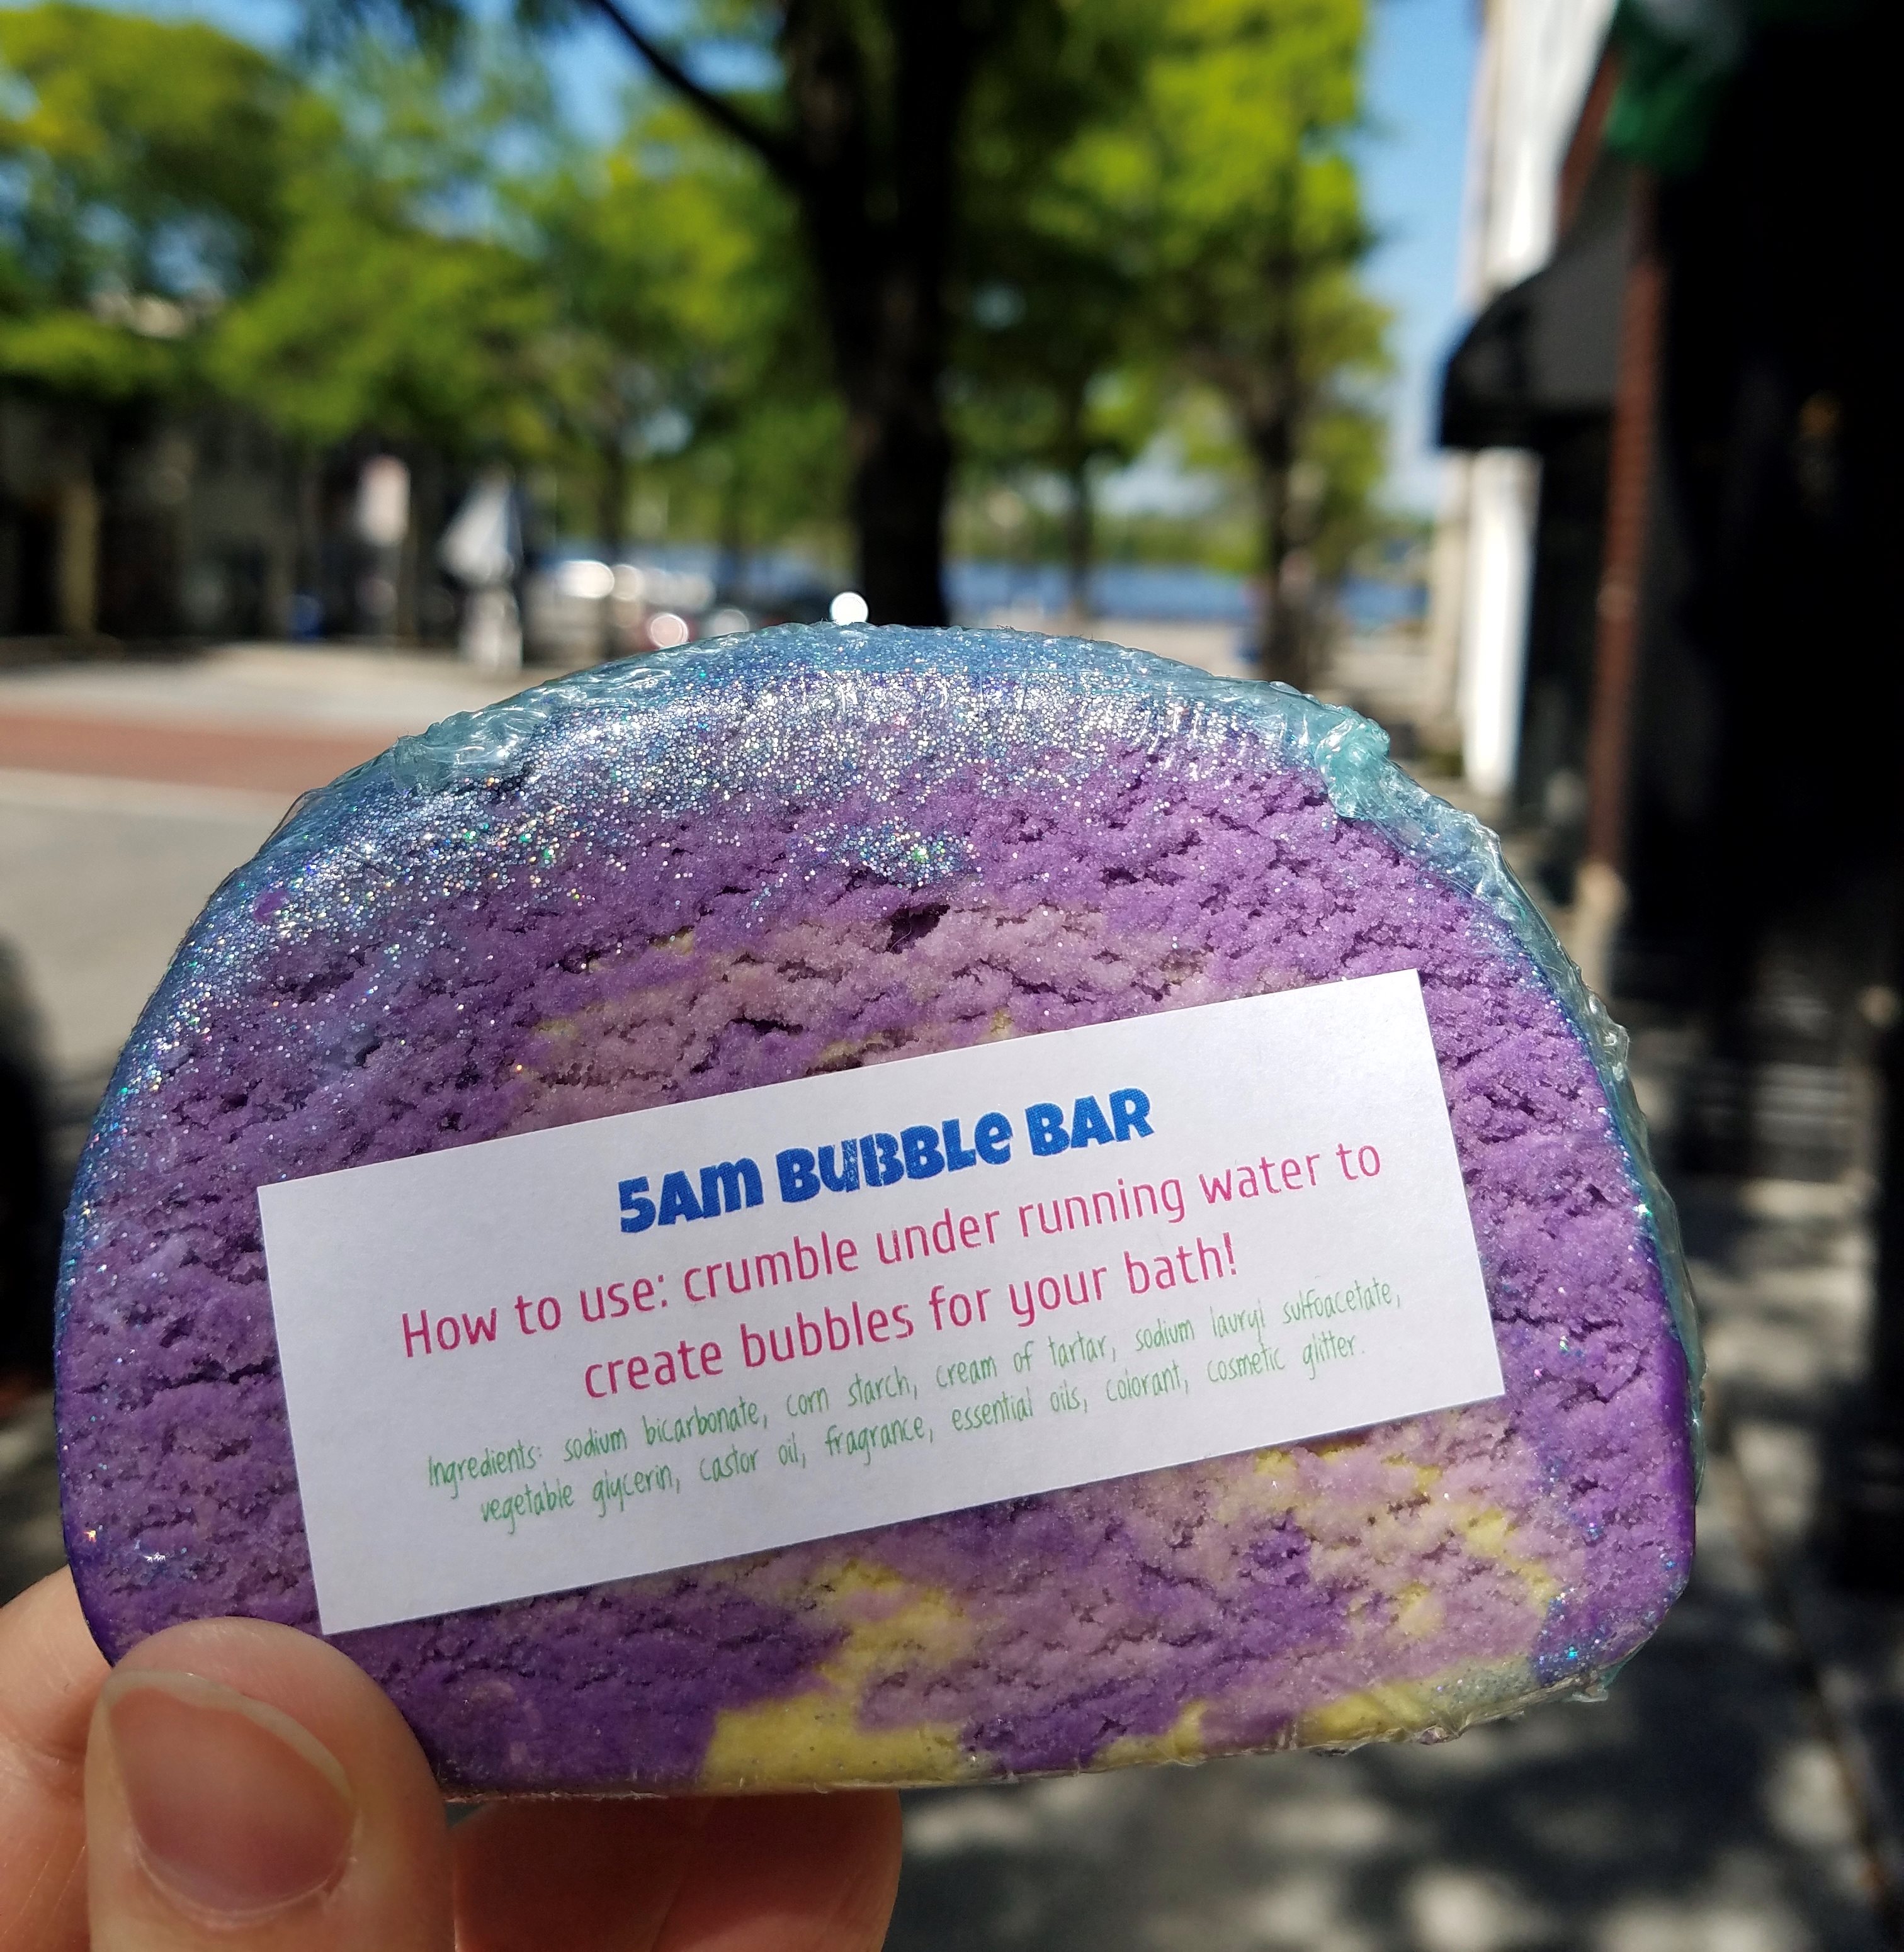 5AM BUBBLe BAR
How to use: crumble under running water to
create bubbles for your bath!
Ingredients: sodium bicarbonate, corn starch, cream of tartar, sodium lauryl sulfoacetate,
vegetable glycerin, castor oil, fragrance, essential oils, colorant, cosmetic glitter.